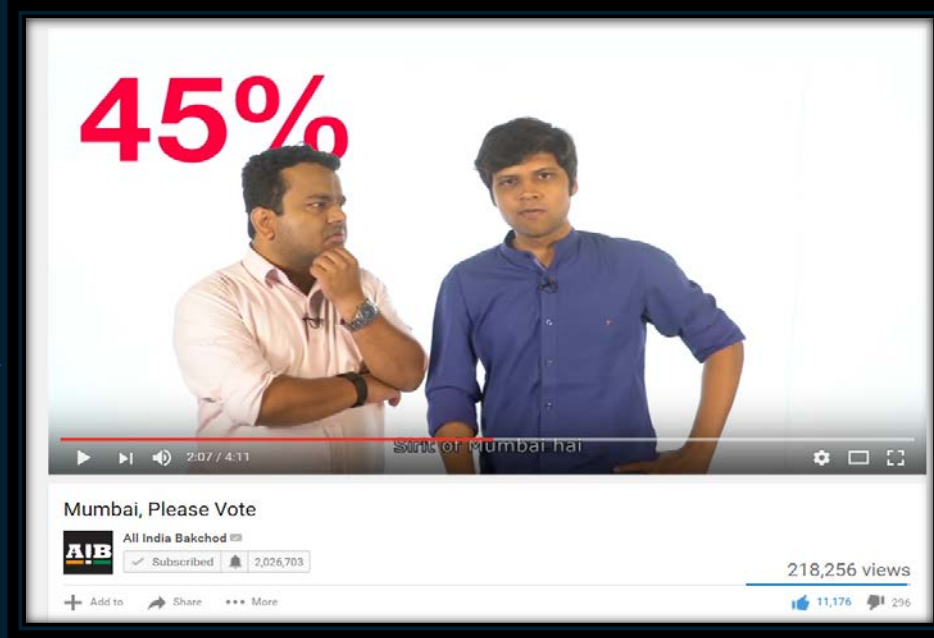 45%
Sirit of Mumbai hai
2:07 / 4:11
Mumbai, Please Vote
AIB
All India Bakchod
Subscribed 2,026,703
218,256 views
Add to Share More
11,176 296